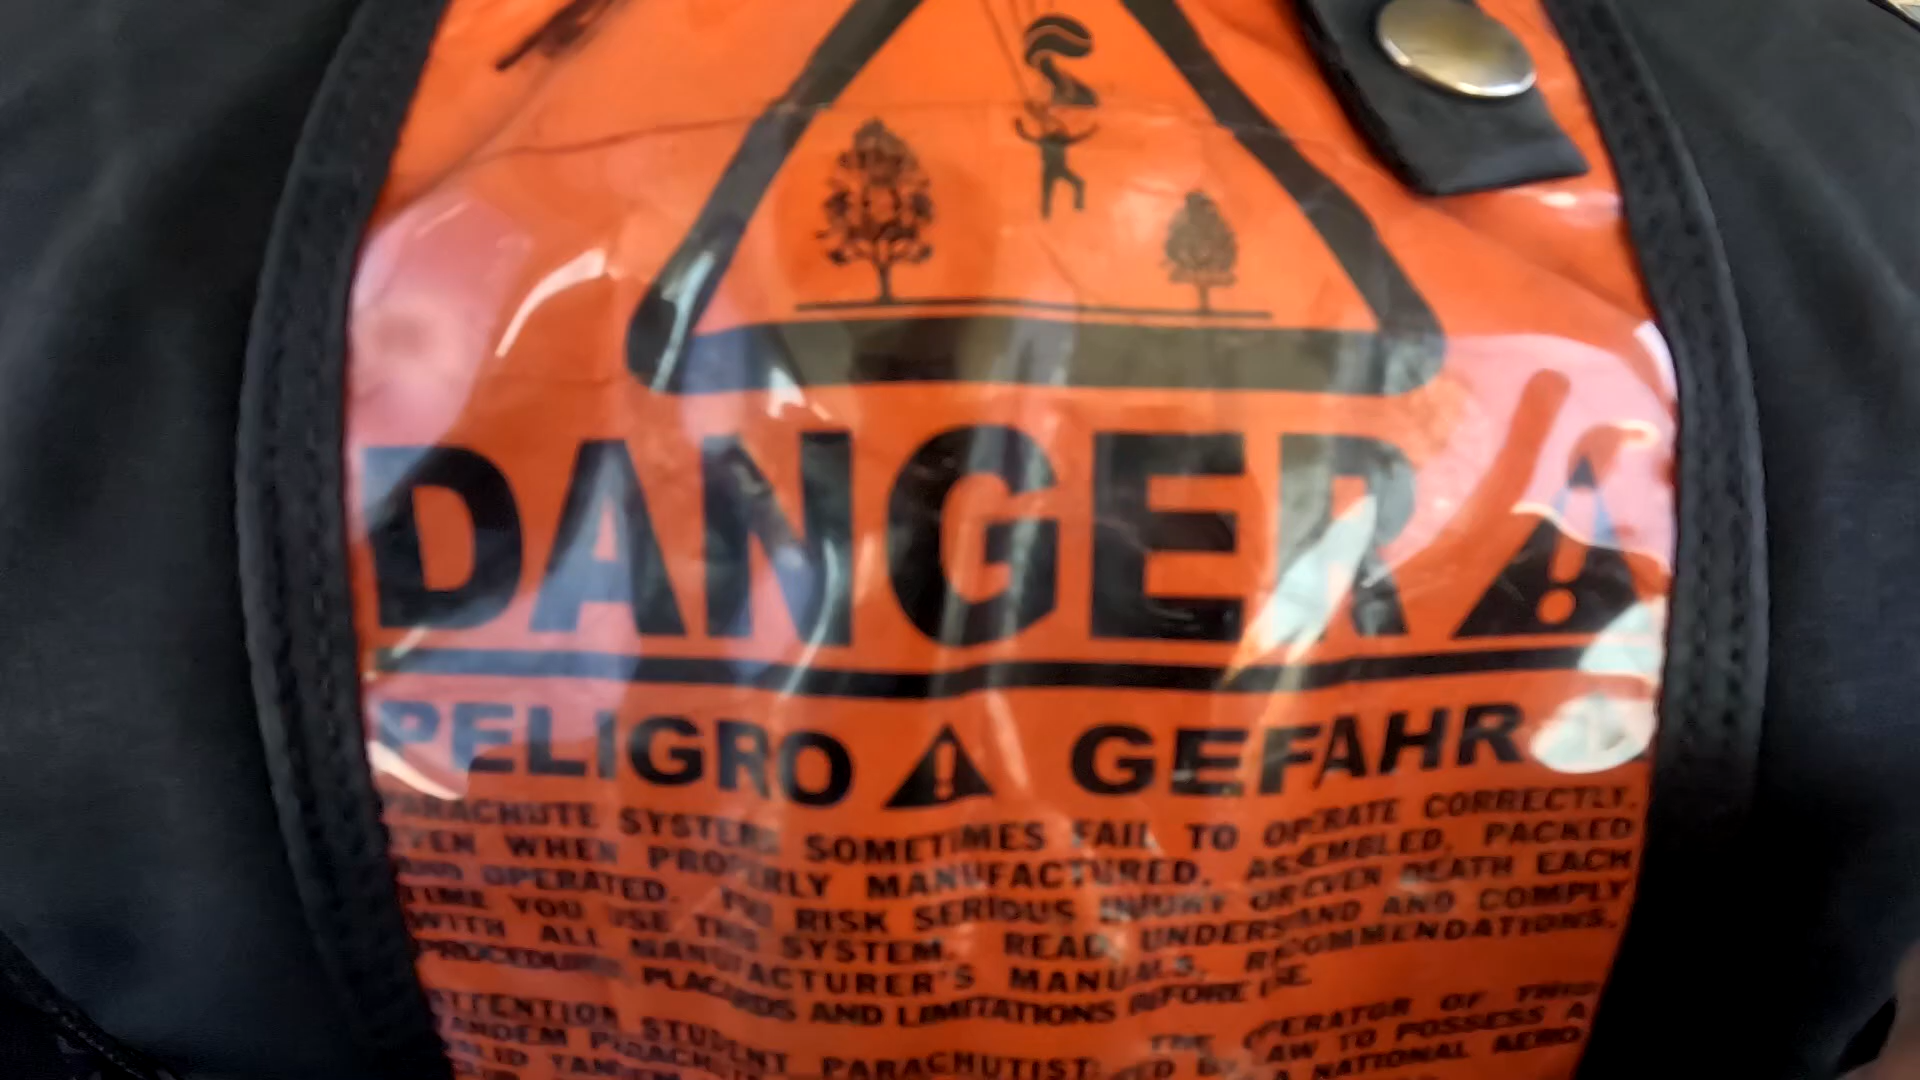 DANGER
PELIGRO GEFAHR
PARACHUTE SYSTEMS SOMETIMES FAIL TO OPERATE CORRECTLY,
EVEN WHEN PROPERLY MANUFACTURED, ASSEMBLED, PACKED
AND OPERATED. YOU RISK SERIOUS INJURY OR EVEN DEATH EACH
TIME YOU USE THIS SYSTEM. READ, UNDERSTAND AND COMPLY
WITH ALL MANUFACTURER'S MANUALS, RECOMMENDATIONS,
PROCEDURES PLACARDS AND LIMITATIONS BEFORE USE.
ATTENTION STUDENT PARACHUTIST: THE OPERATOR OF THIS
TANDEM BY LAW TO POSSESS A
A NATIONAL AERO